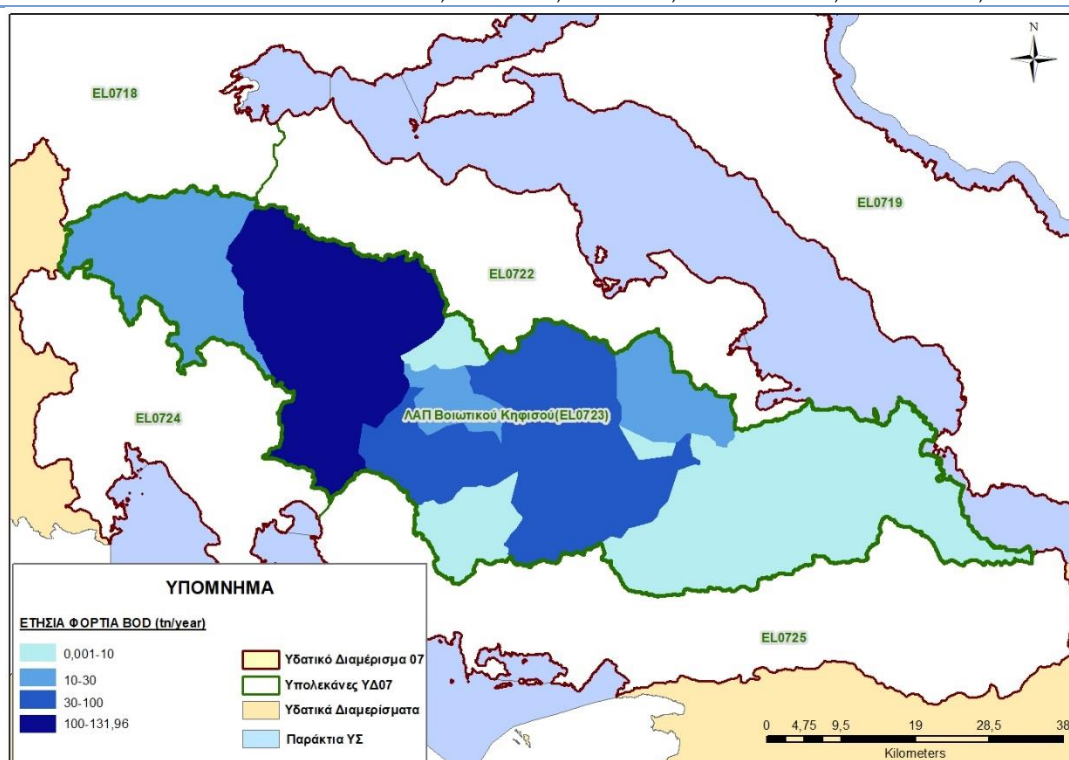 N
EL0718
EL0719
EL0722
EL0724
ΛΑΠ Βοιωτικού Κηφισού(EL0723)
EL0725
ΥΠΟΜΝΗΜΑ
ΕΤΗΣΙΑ ΦΟΡΤΙΑ BOD (tn/year)
0,001-10
10-30
30-100
100-131,96
Υδατικό Διαμέρισμα 07
Υπολεκάνες ΥΔ07
Υδατικά Διαμερίσματα
Παράκτια ΥΣ
0 4,75 9,5 19 28,5 38
Kilometers